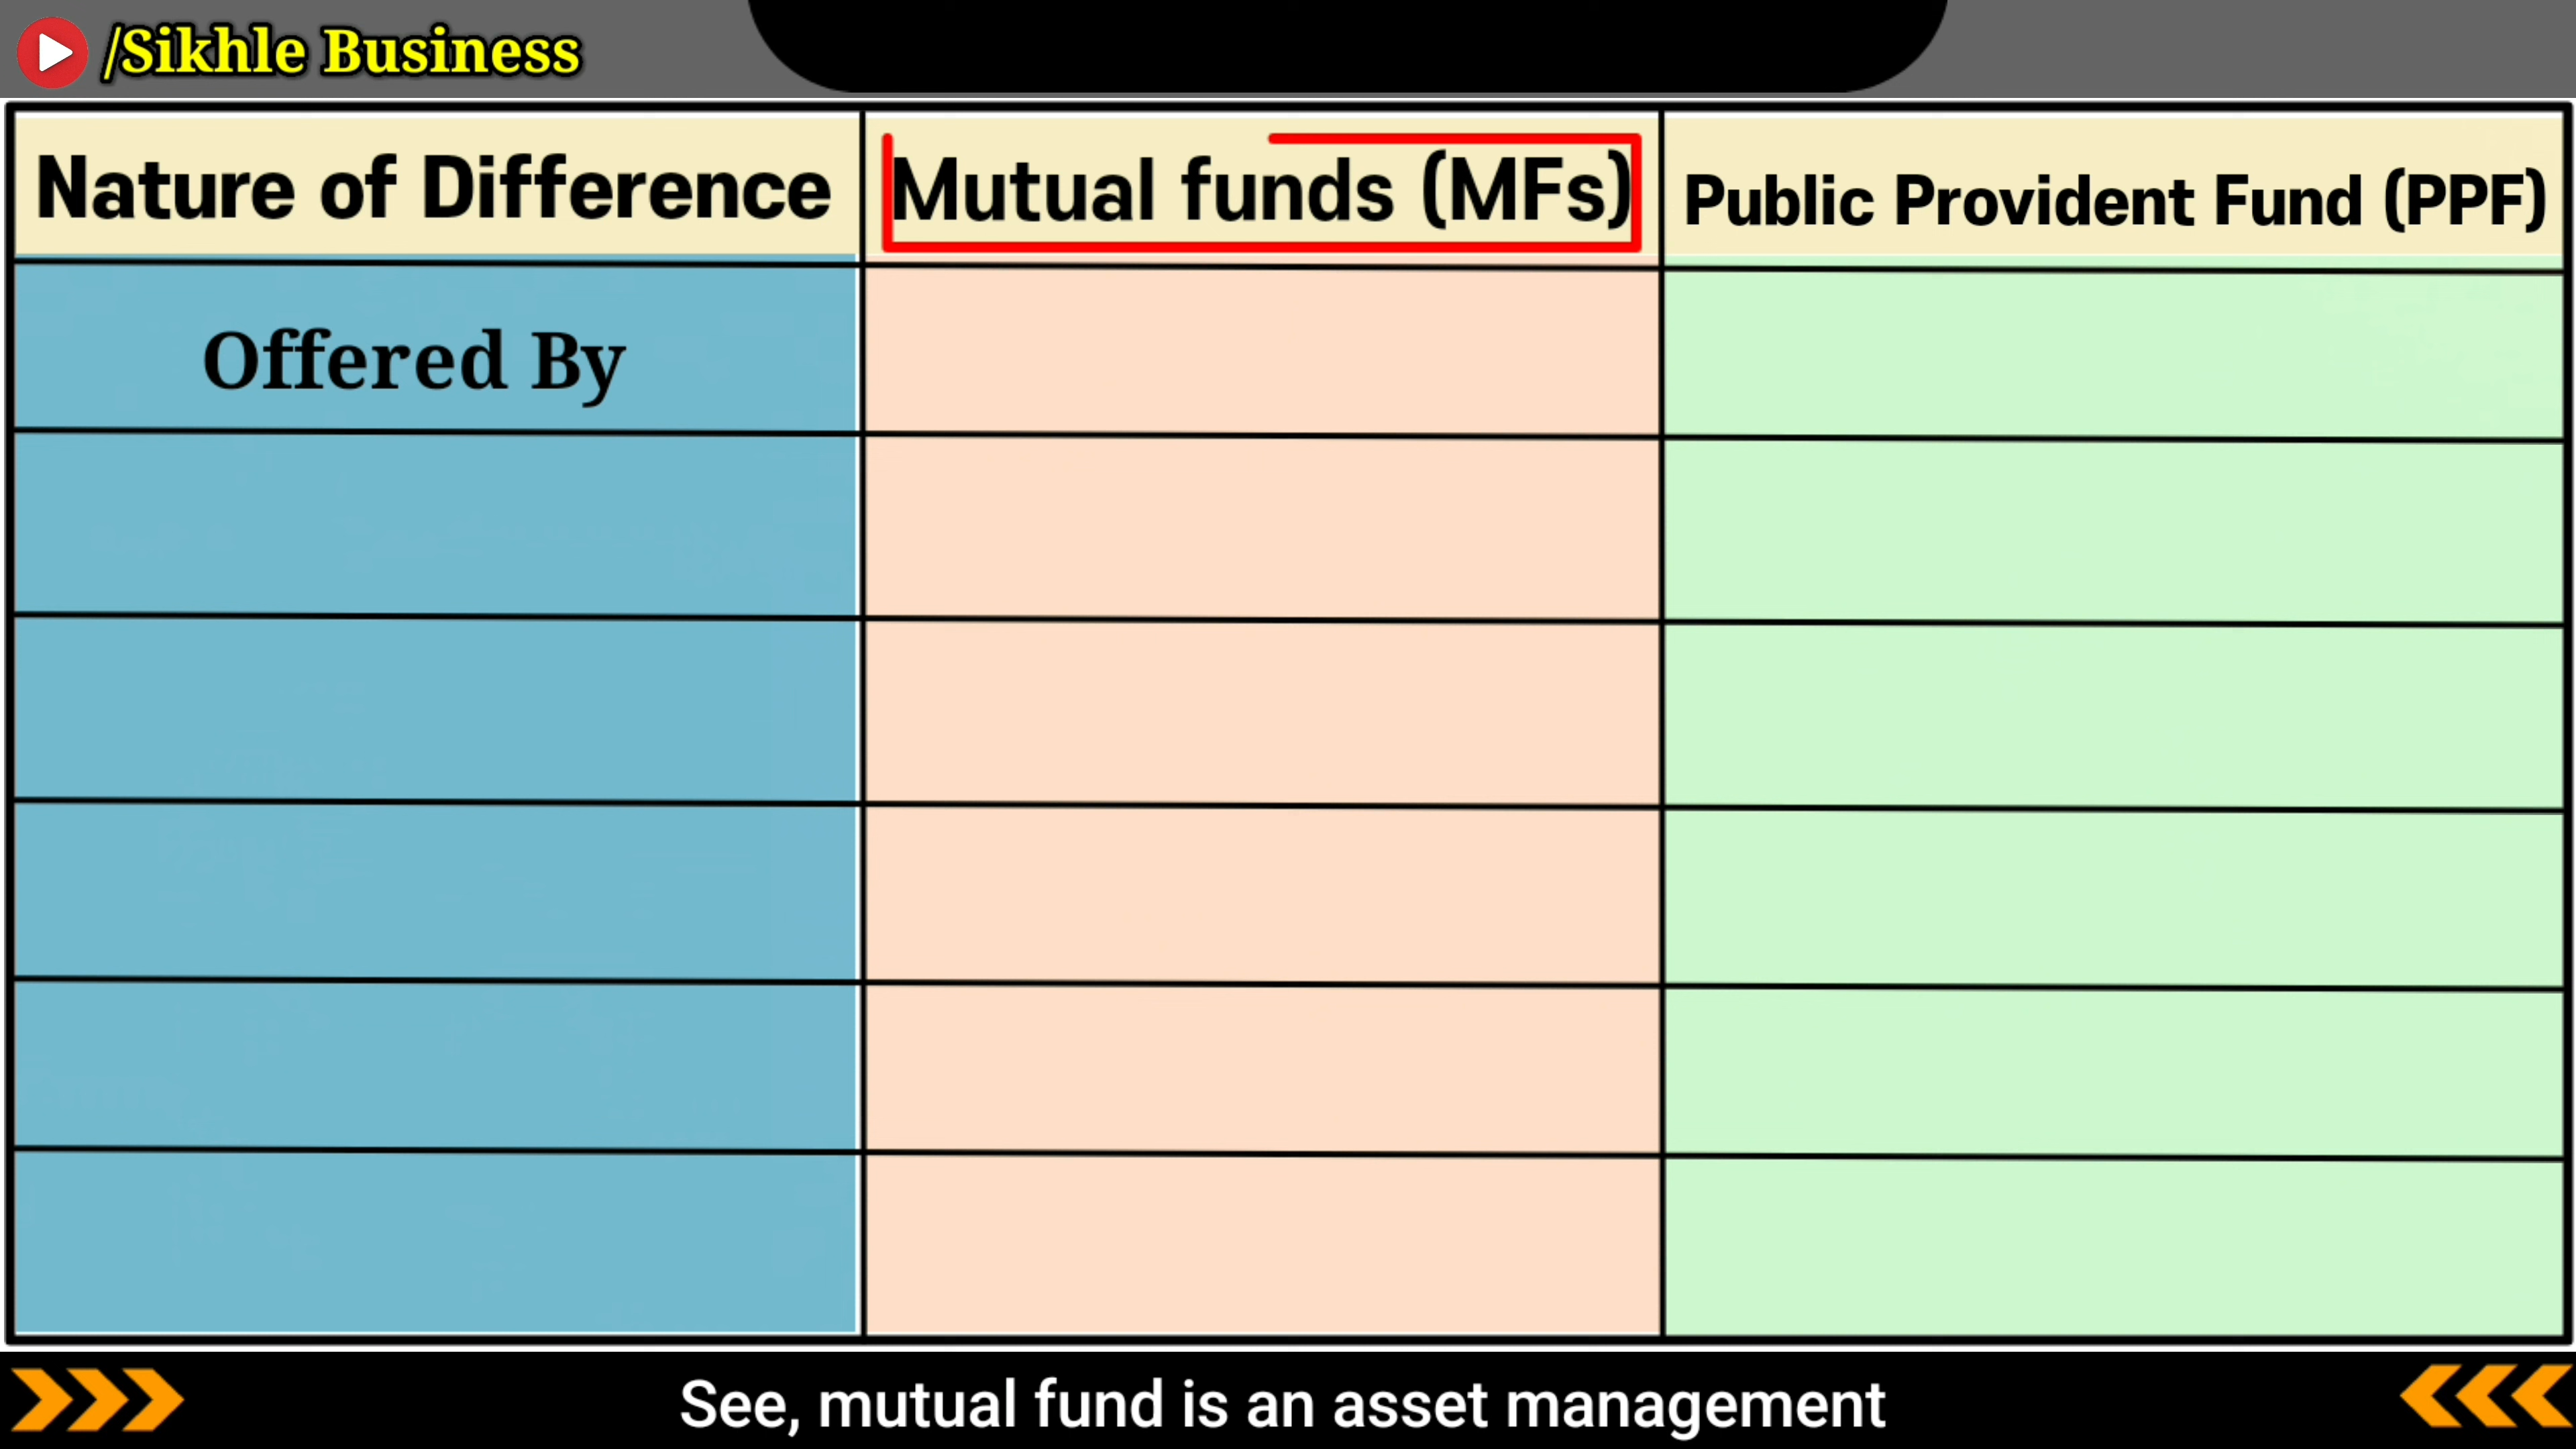 /Sikhle Business
Nature of Difference
Mutual funds (MFs)
Public Provident Fund (PPF)
Offered By
See, mutual fund is an asset management